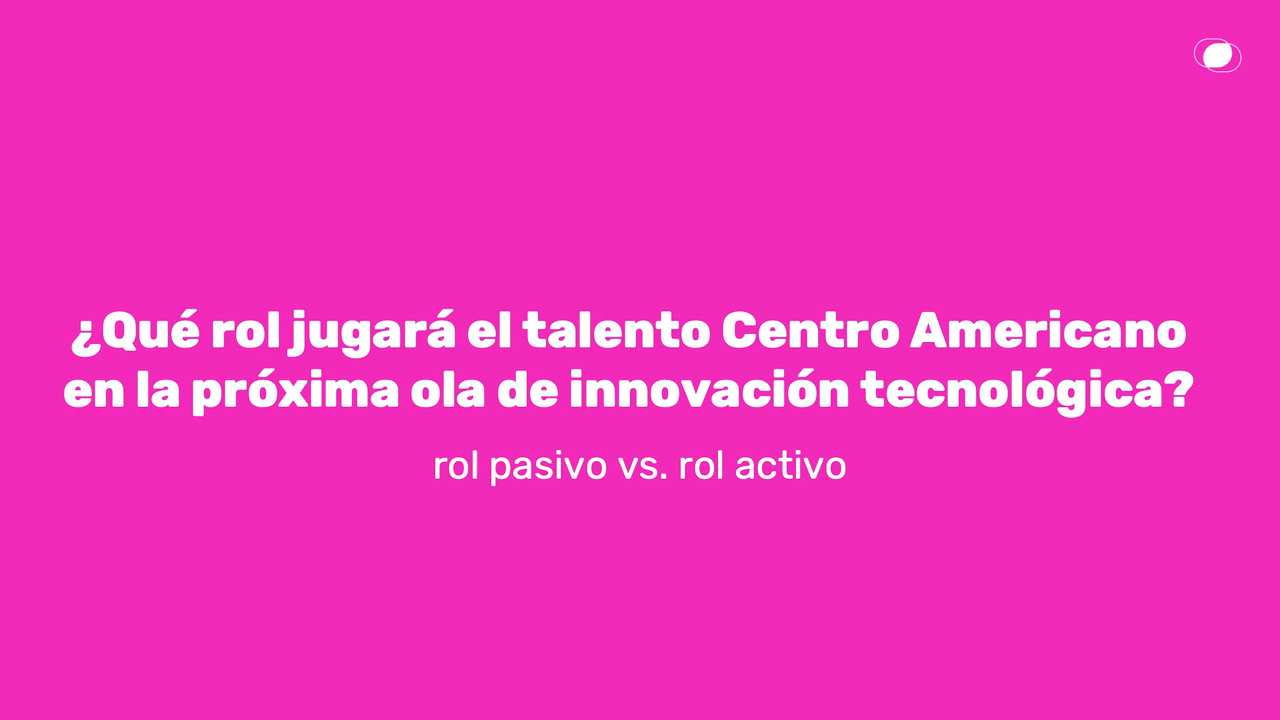 ¿Qué rol jugará el talento Centro Americano
en la próxima ola de innovación tecnológica?
rol pasivo vs. rol activo